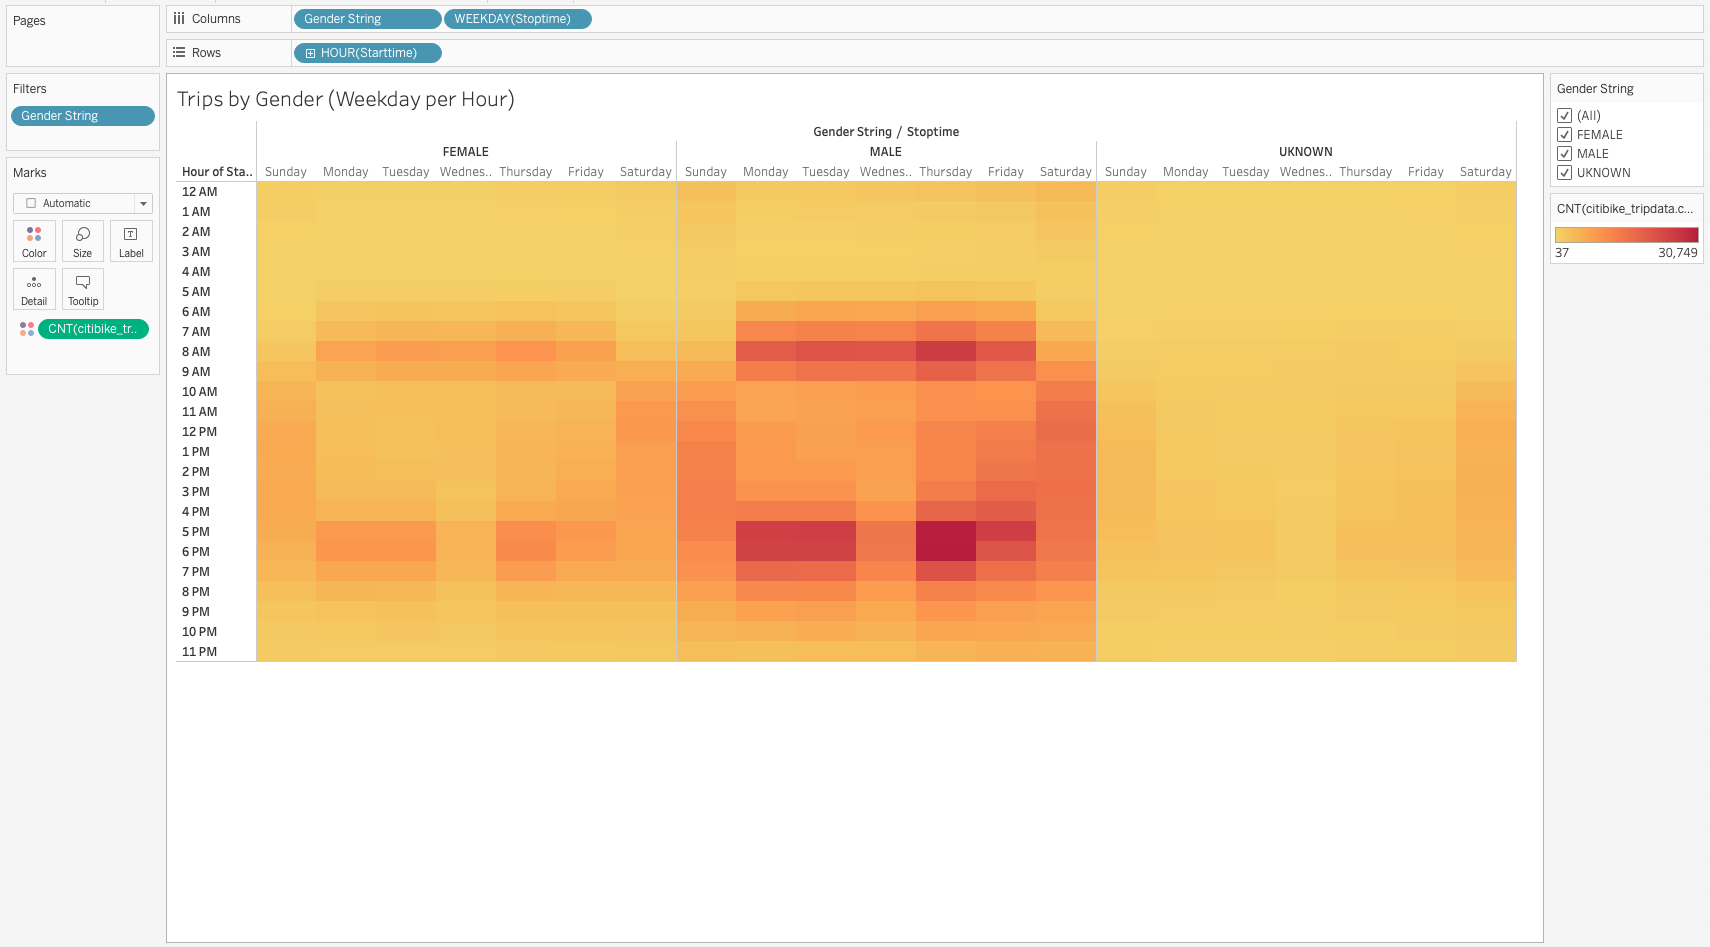 Pages
Columns
Gender String
WEEKDAY(Stoptime)
Rows
HOUR(Starttime)
Filters
Gender String
Marks
Automatic
Color
Size
Label
Detail
Tooltip
CNT(citibike_tr..
Trips by Gender (Weekday per Hour)
Gender String / Stoptime
FEMALE MALE UKNOWN
Hour of Sta.. Sunday Monday Tuesday Wednes.. Thursday Friday Saturday Sunday Monday Tuesday Wednes.. Thursday Friday Saturday Sunday Monday Tuesday Wednes.. Thursday Friday Saturday
12 AM
1 AM
2 AM
3 AM
4 AM
5 AM
6 AM
7 AM
8 AM
9 AM
10 AM
11 AM
12 PM
1 PM
2 PM
3 PM
4 PM
5 PM
6 PM
7 PM
8 PM
9 PM
10 PM
11 PM
Gender String
(All)
FEMALE
MALE
UKNOWN
CNT(citibike_tripdata.c...
37 30,749